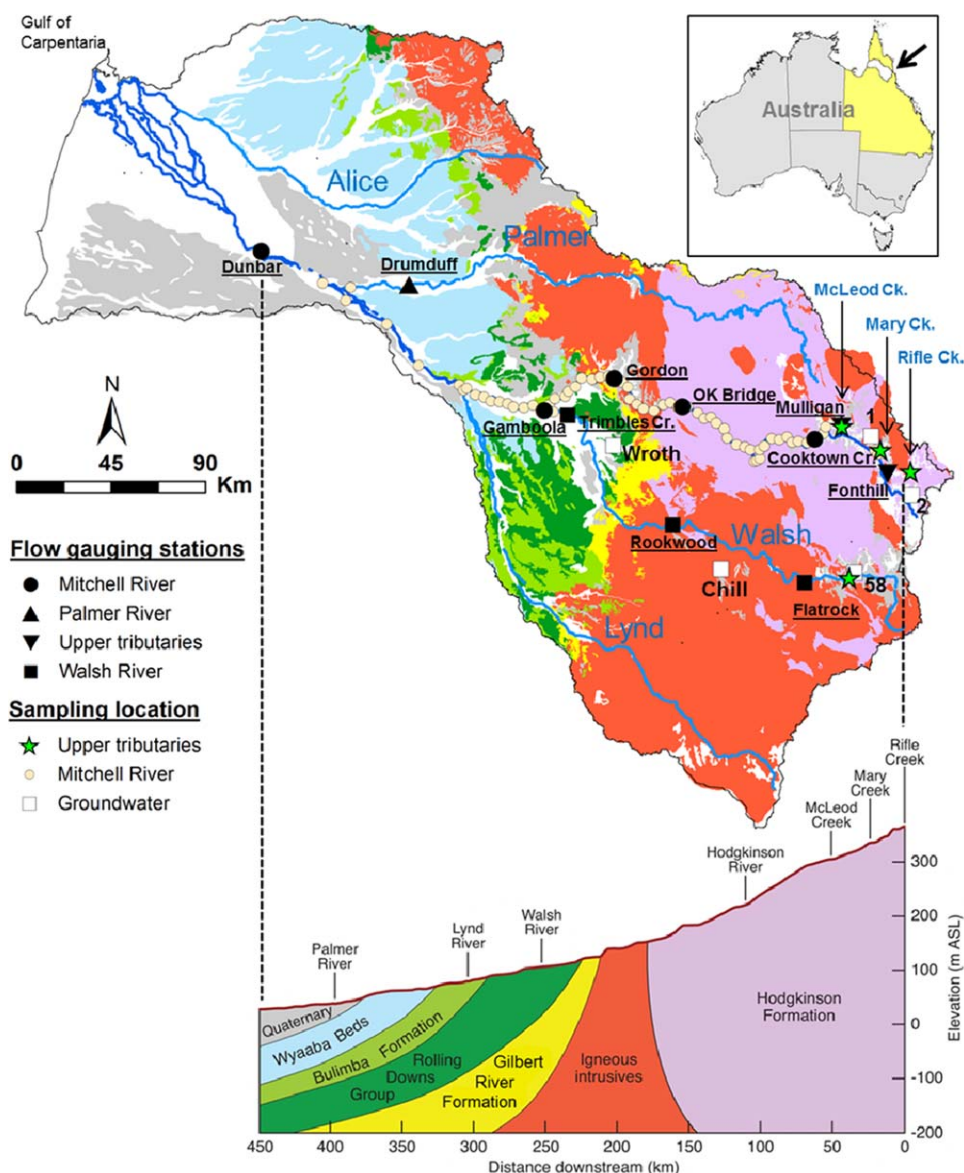 Gulf of
Carpentaria
Australia
Alice
Palmer
Dunbar
Drumduff
McLeod Ck.
Mary Ck.
Rifle Ck.
Gordon
OK Bridge
Mulligan
1
Gamboola
Trimbles Cr.
Cooktown Cr.
Wroth
Fonthill
2
N
0 45 90
Km
Rookwood
Walsh
Chill
58
Flatrock
Lynd
Flow gauging stations
Mitchell River
Palmer River
Upper tributaries
Walsh River
Sampling location
Upper tributaries
Mitchell River
Groundwater
Rifle
Creek
Mary
Creek
McLeod
Creek
Hodgkinson
River
Walsh
River
Lynd
River
Palmer
River
Quaternary
Wyaaba Beds
Bulimba Formation
Rolling
Downs
Group
Gilbert
River
Formation
Igneous
intrusives
Hodgkinson
Formation
300
200
100
0
-100
-200
Elevation (m ASL)
450 400 350 300 250 200 150 100 50 0
Distance downstream (km)